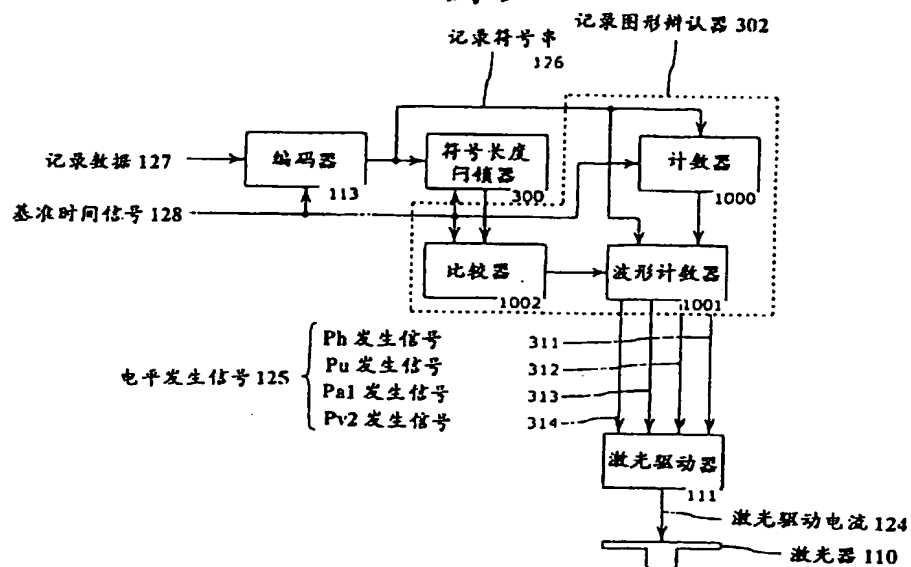 记录图形辨认器 302
记录符号串
126
编码器
113
符号长度
闩锁器
300
计数器
1000
记录数据 127
基准时间信号 128
比较器
1002
波形计数器
1001
电平发生信号 125
Ph 发生信号 311
Pu 发生信号 312
Pa1 发生信号 313
Pv2 发生信号 314
激光驱动器
111
激光驱动电流 124
激光器 110